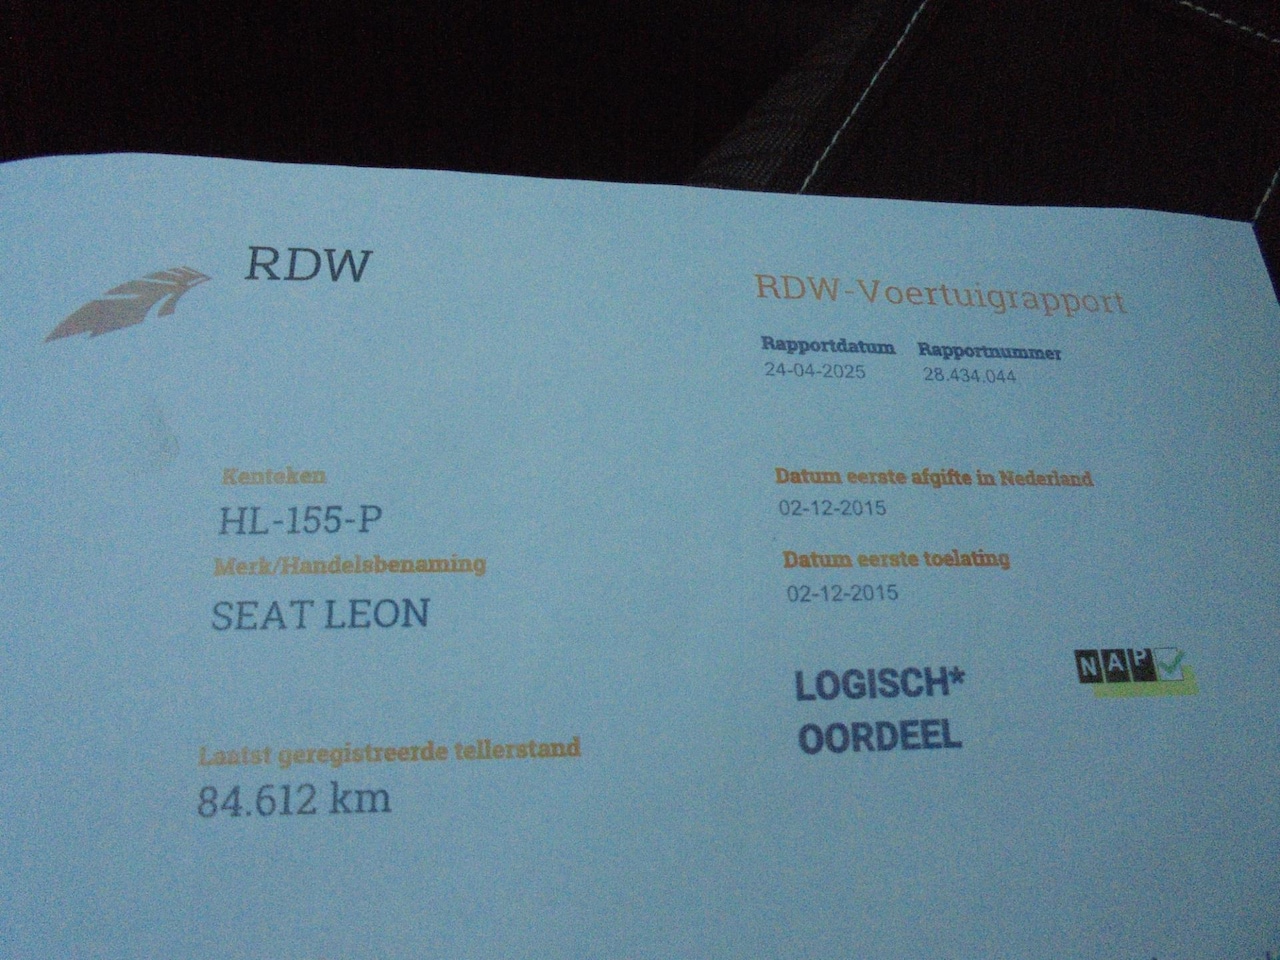 RDW
RDW-Voertuigrapport
Rapportdatum Rapportnummer
24-04-2025 28.434.044
Kenteken
HL-155-P
Merk/Handelsbenaming
SEAT LEON
Datum eerste afgifte in Nederland
02-12-2015
Datum eerste toelating
02-12-2015
LOGISCH*
OORDEEL
NAP
Laatst geregistreerde tellerstand
84.612 km